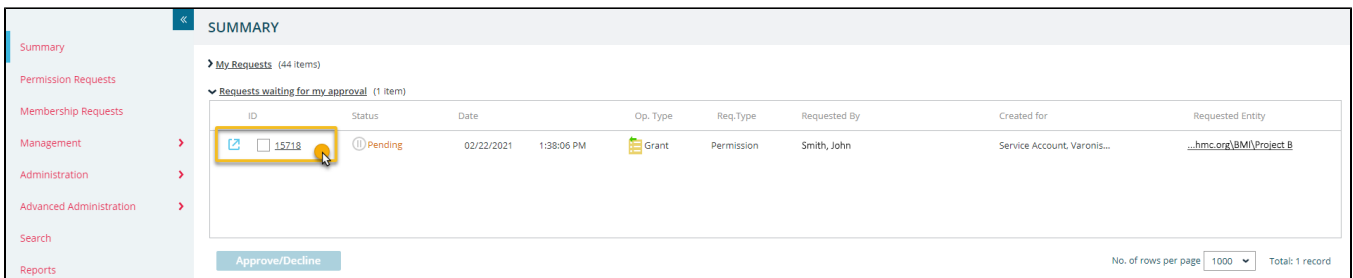 SUMMARY
Summary
Permission Requests
Membership Requests
Management
Administration
Advanced Administration
Search
Reports
My Requests (44 items)
Requests waiting for my approval (1 item)
ID Status Date Op. Type Req.Type Requested By Created for Requested Entity
15718 Pending 02/22/2021 1:38:06 PM Grant Permission Smith, John Service Account, Varonis... ...hmc.org\BMI\Project B
Approve/Decline No. of rows per page 1000 Total: 1 record